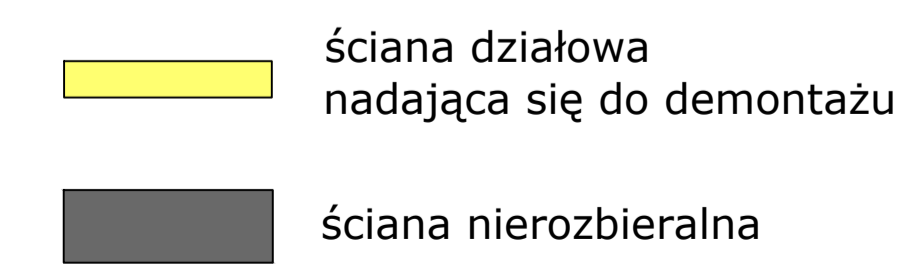 ściana działowa
nadająca się do demontażu
ściana nierozbieralna